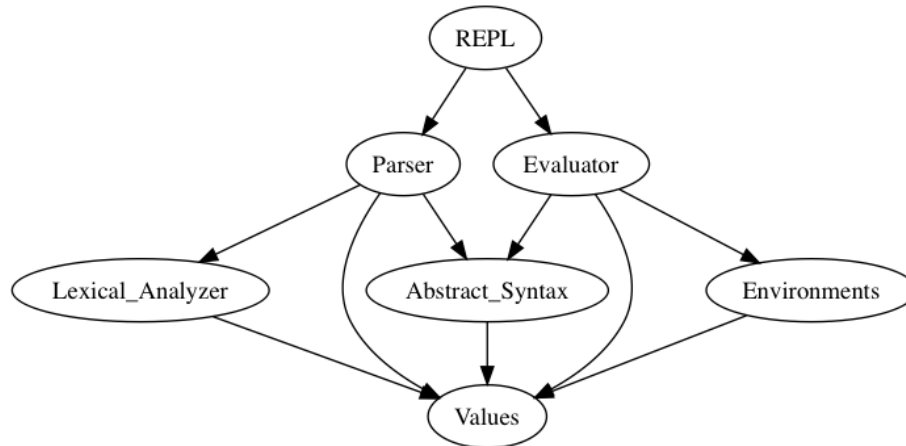 REPL
Parser
Evaluator
Lexical_Analyzer
Abstract_Syntax
Environments
Values